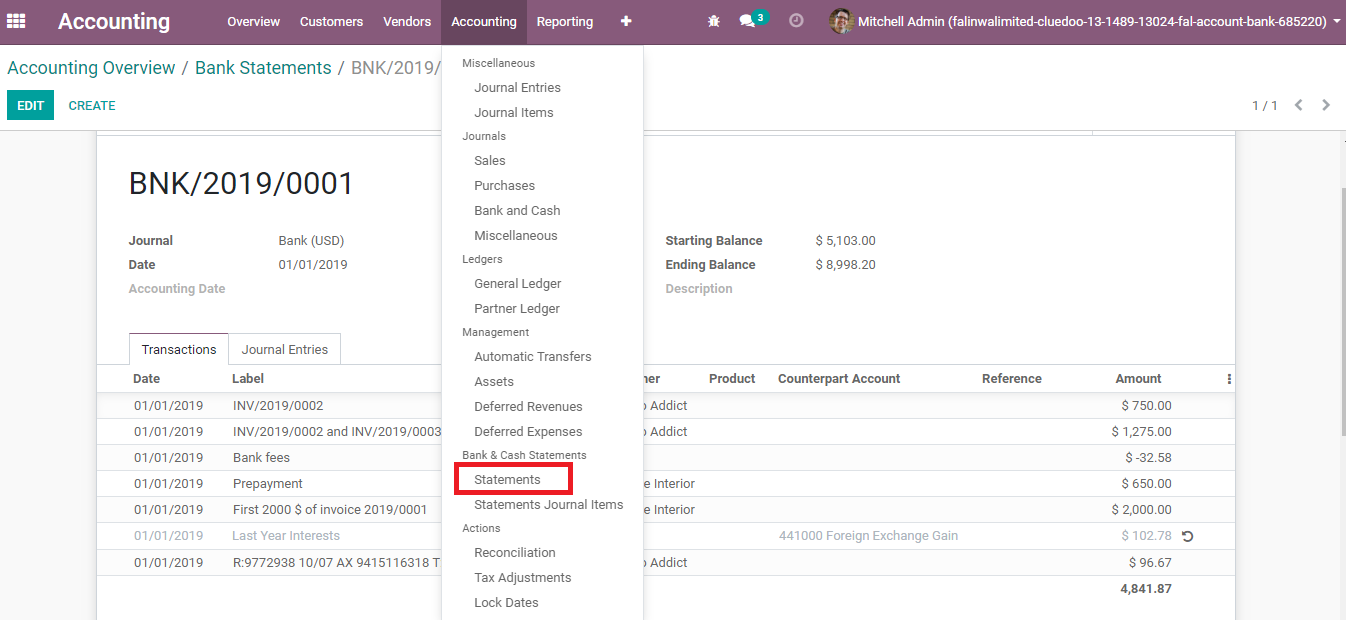 Accounting Overview Customers Vendors Accounting Reporting 3 Mitchell Admin (falinwalimited-cluedoo-13-1489-13024-fal-account-bank-685220)
Accounting Overview / Bank Statements / BNK/2019/
EDIT CREATE 1 / 1
Miscellaneous
Journal Entries
Journal Items
Journals
Sales
Purchases
Bank and Cash
Miscellaneous
Ledgers
General Ledger
Partner Ledger
Management
Automatic Transfers
Assets
Deferred Revenues
Deferred Expenses
Bank & Cash Statements
Statements
Statements Journal Items
Actions
Reconciliation
Tax Adjustments
Lock Dates
BNK/2019/0001
Journal Bank (USD) Starting Balance $ 5,103.00
Date 01/01/2019 Ending Balance $ 8,998.20
Accounting Date Description
Transactions Journal Entries
Date Label ner Product Counterpart Account Reference Amount
01/01/2019 INV/2019/0002 Addict $ 750.00
01/01/2019 INV/2019/0002 and INV/2019/0003 Addict $ 1,275.00
01/01/2019 Bank fees $ -32.58
01/01/2019 Prepayment e Interior $ 650.00
01/01/2019 First 2000 $ of invoice 2019/0001 e Interior $ 2,000.00
01/01/2019 Last Year Interests 441000 Foreign Exchange Gain $ 102.78
01/01/2019 R:9772938 10/07 AX 9415116318 T Addict $ 96.67
4,841.87